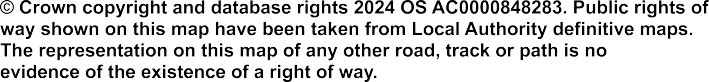 © Crown copyright and database rights 2024 OS AC0000848283. Public rights of
way shown on this map have been taken from Local Authority definitive maps.
The representation on this map of any other road, track or path is no
evidence of the existence of a right of way.